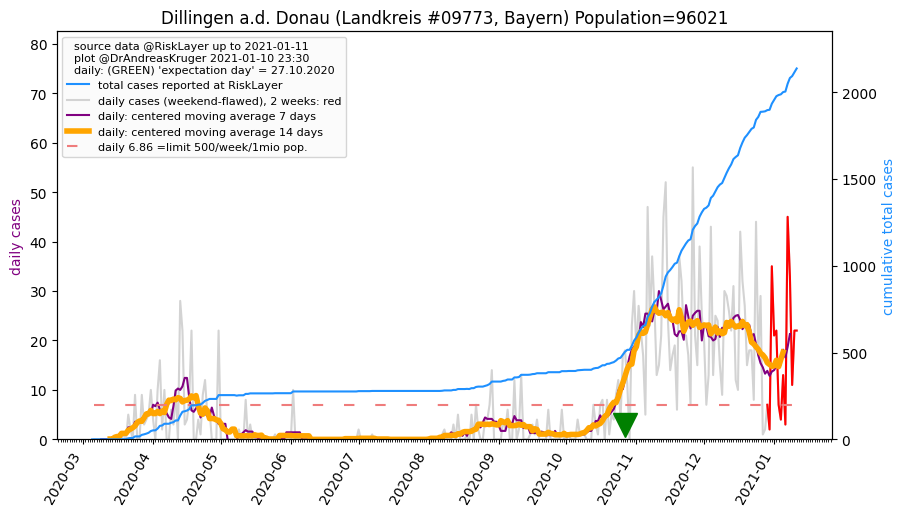 Dillingen a.d. Donau (Landkreis #09773, Bayern) Population=96021
source data @RiskLayer up to 2021-01-11
plot @DrAndreasKruger 2021-01-10 23:30
daily: (GREEN) 'expectation day' = 27.10.2020
total cases reported at RiskLayer
daily cases (weekend-flawed), 2 weeks: red
daily: centered moving average 7 days
daily: centered moving average 14 days
daily 6.86 =limit 500/week/1mio pop.
daily cases
80
70
60
50
40
30
20
10
0
cumulative total cases
2000
1500
1000
500
0
2020-03
2020-04
2020-05
2020-06
2020-07
2020-08
2020-09
2020-10
2020-11
2020-12
2021-01